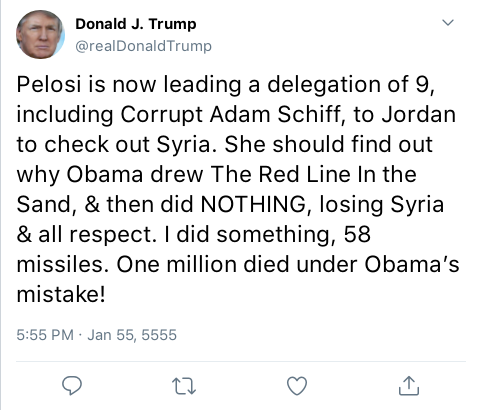 Donald J. Trump
@realDonaldTrump
Pelosi is now leading a delegation of 9,
including Corrupt Adam Schiff, to Jordan
to check out Syria. She should find out
why Obama drew The Red Line In the
Sand, & then did NOTHING, losing Syria
& all respect. I did something, 58
missiles. One million died under Obama’s
mistake!
5:55 PM · Jan 55, 5555